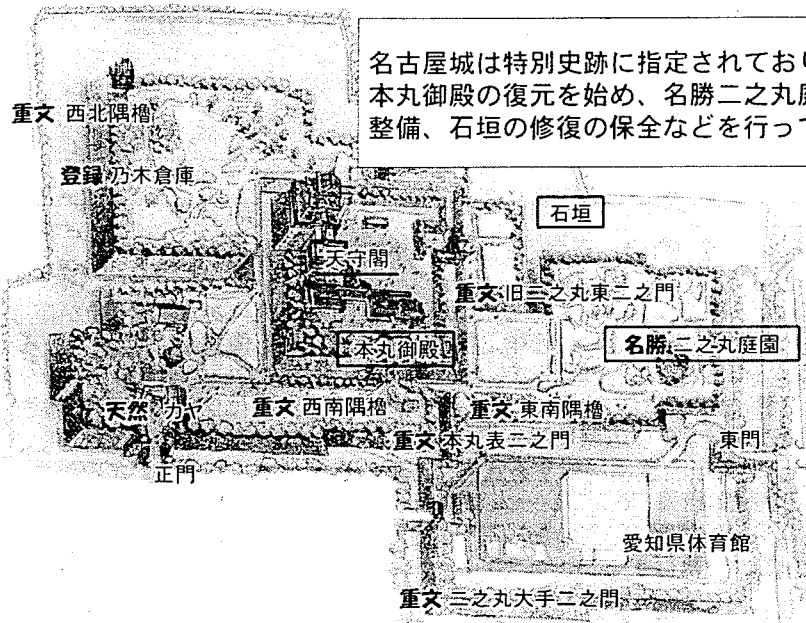 名古屋城は特別史跡に指定されており
本丸御殿の復元を始め、名勝二之丸庭
整備、石垣の修復の保全などを行って
重文 西北隅櫓
登録 乃木倉庫
石垣
天守閣
重文 旧二之丸東二之門
本丸御殿
名勝 二之丸庭園
天然 カヤ
重文 西南隅櫓
重文 東南隅櫓
重文 本丸表二之門
東門
正門
愛知県体育館
重文 二之丸大手二之門